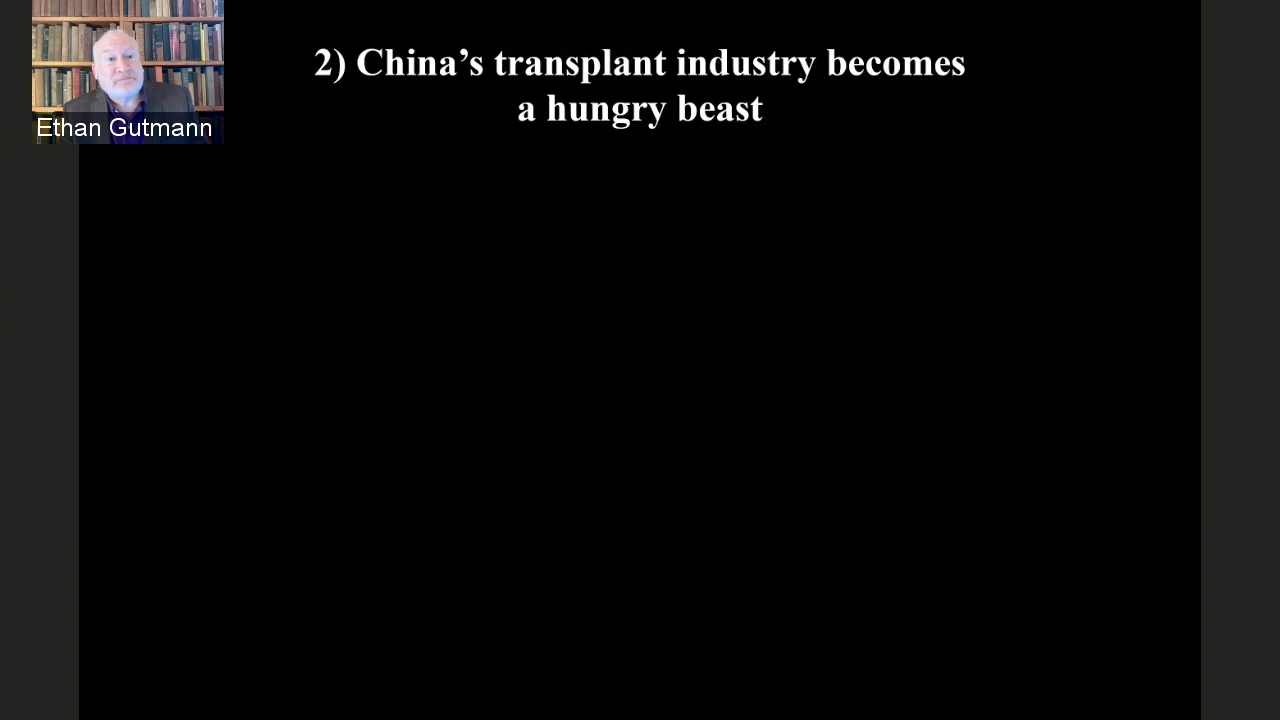 2) China’s transplant industry becomes
a hungry beast
Ethan Gutmann